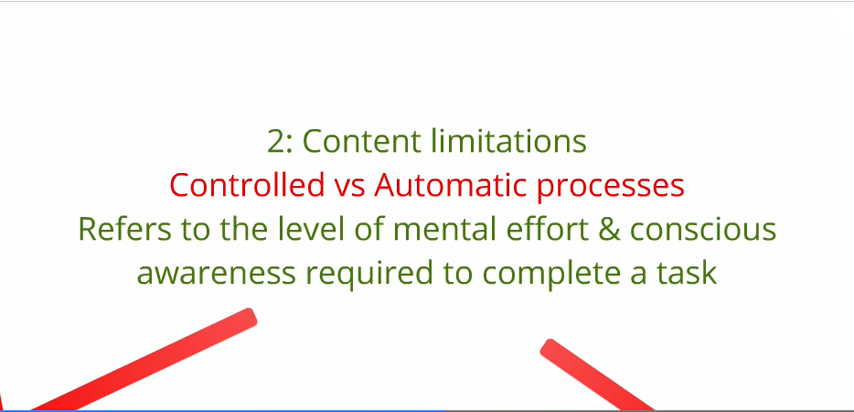 2: Content limitations
Controlled vs Automatic processes
Refers to the level of mental effort & conscious
awareness required to complete a task